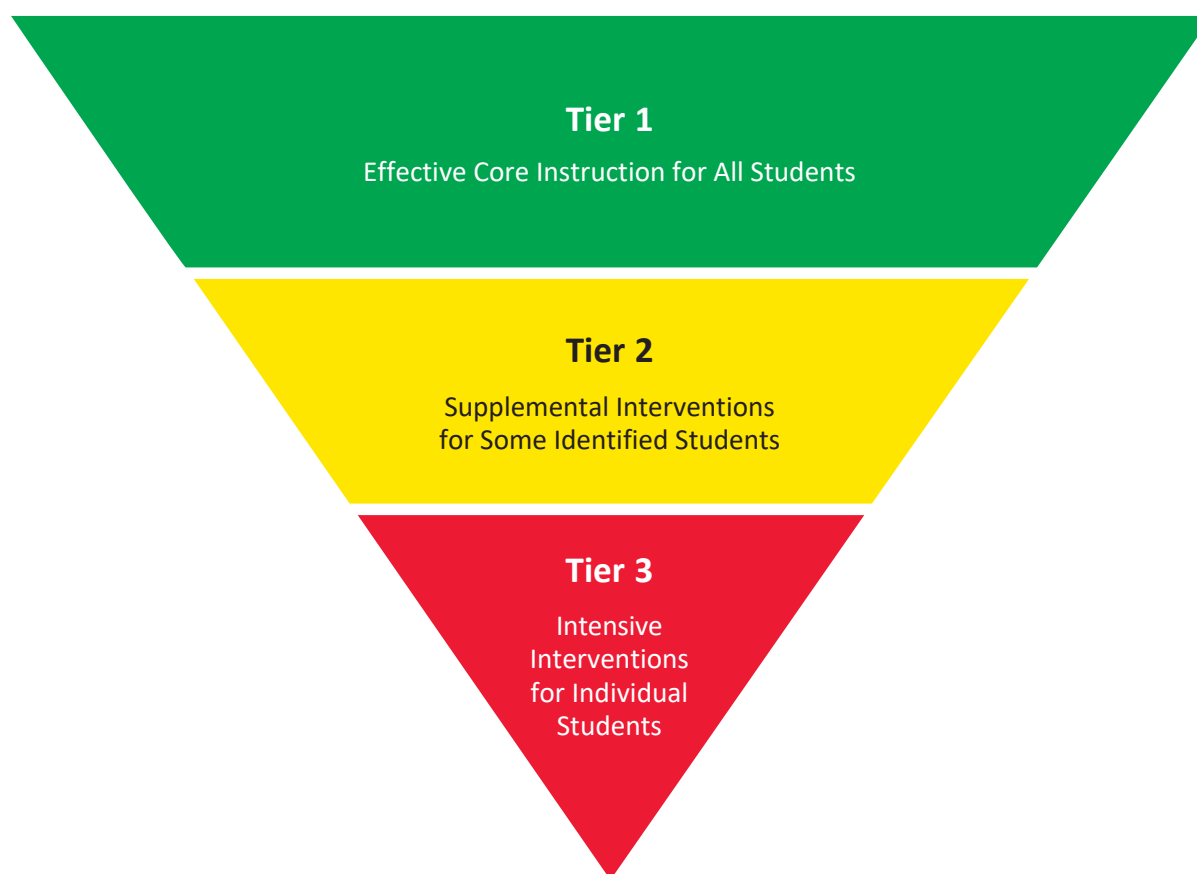 Tier 1
Effective Core Instruction for All Students
Tier 2
Supplemental Interventions
for Some Identified Students
Tier 3
Intensive
Interventions
for Individual
Students